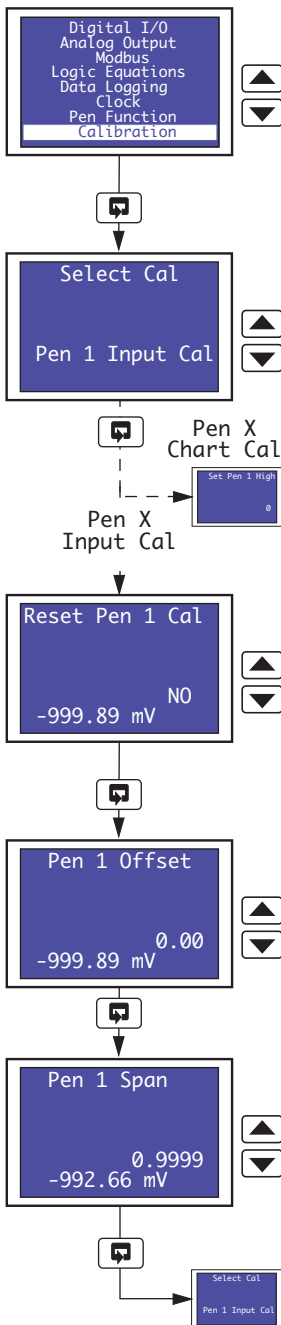 Digital I/O
Analog Output
Modbus
Logic Equations
Data Logging
Clock
Pen Function
Calibration
Select Cal
Pen 1 Input Cal
Pen X
Chart Cal
Set Pen 1 High
0
Pen X
Input Cal
Reset Pen 1 Cal
NO
-999.89 mV
Pen 1 Offset
0.00
-999.89 mV
Pen 1 Span
0.9999
-992.66 mV
Select Cal
Pen 1 Input Cal